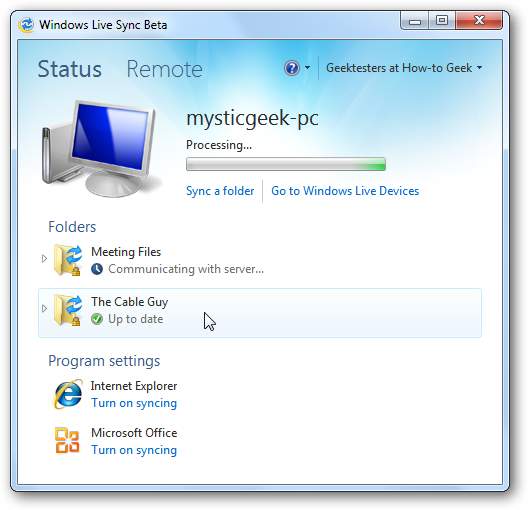 Windows Live Sync Beta
Status Remote Geektesters at How-to Geek
mysticgeek-pc
Processing...
Sync a folder Go to Windows Live Devices
Folders
Meeting Files
Communicating with server...
The Cable Guy
Up to date
Program settings
Internet Explorer
Turn on syncing
Microsoft Office
Turn on syncing